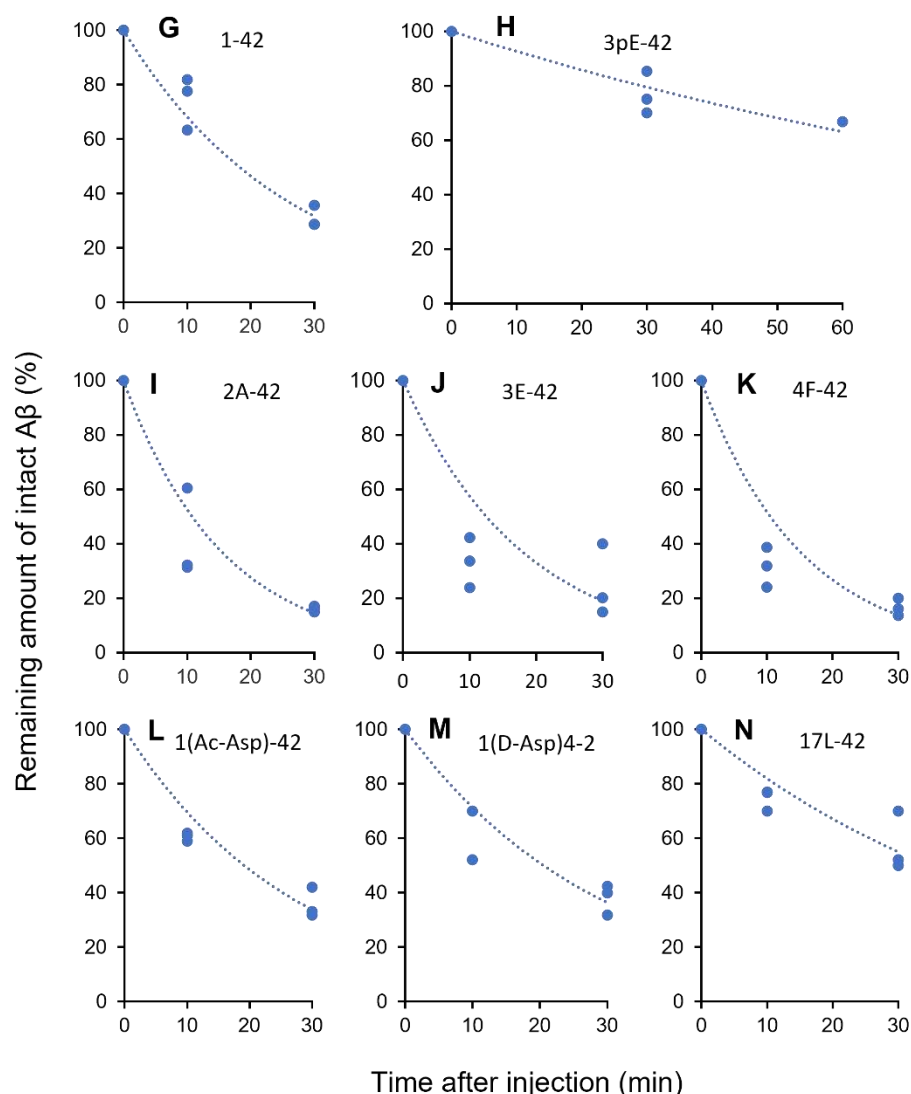 G 1-42
100
80
60
40
20
0
0 10 20 30
H 3pE-42
100
80
60
40
20
0
0 10 20 30 40 50 60
Remaining amount of intact Aβ (%)
I 2A-42
100
80
60
40
20
0
0 10 20 30
J 3E-42
100
80
60
40
20
0
0 10 20 30
K 4F-42
100
80
60
40
20
0
0 10 20 30
L 1(Ac-Asp)-42
100
80
60
40
20
0
0 10 20 30
M 1(D-Asp)4-2
100
80
60
40
20
0
0 10 20 30
N 17L-42
100
80
60
40
20
0
0 10 20 30
Time after injection (min)